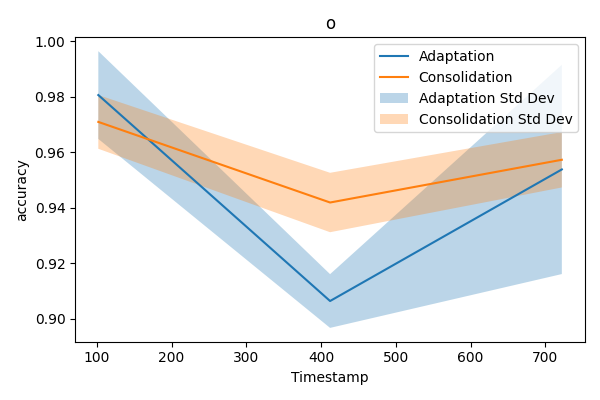 o
1.00
0.98
0.96
0.94
0.92
0.90
accuracy
Adaptation
Consolidation
Adaptation Std Dev
Consolidation Std Dev
100 200 300 400 500 600 700
Timestamp